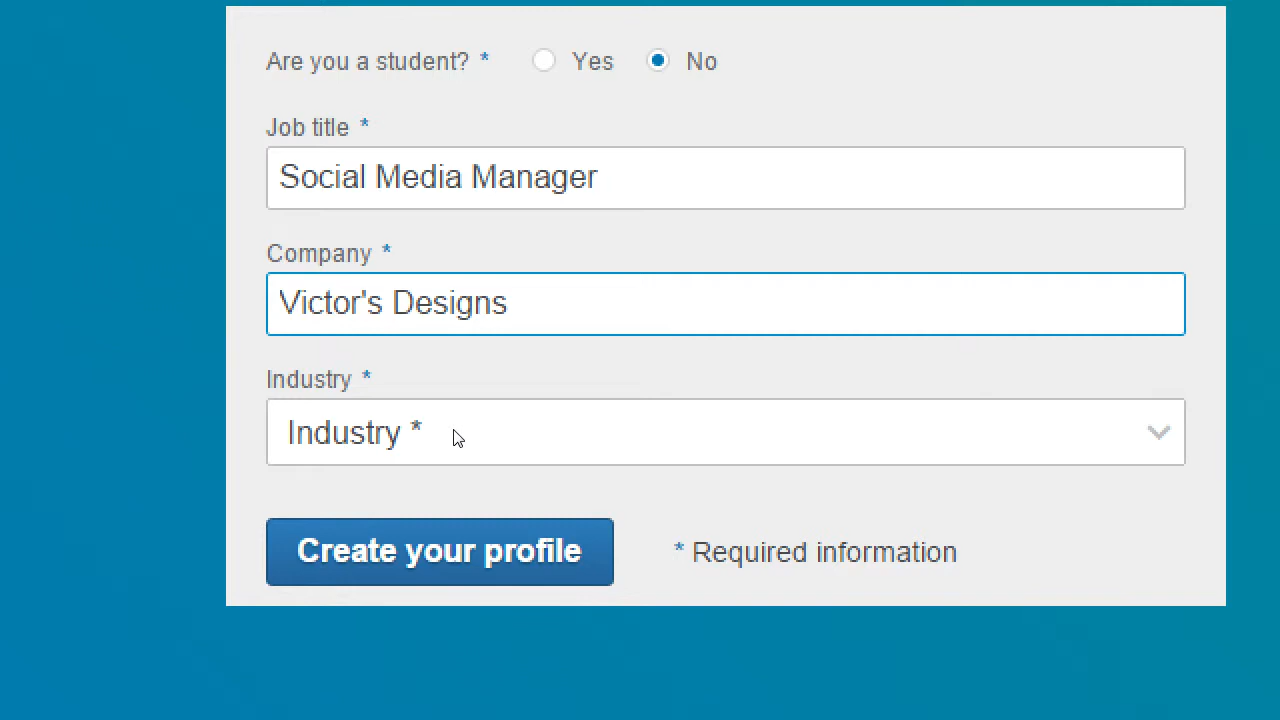 Are you a student? * Yes No
Job title *
Social Media Manager
Company *
Victor's Designs
Industry *
Industry *
Create your profile * Required information